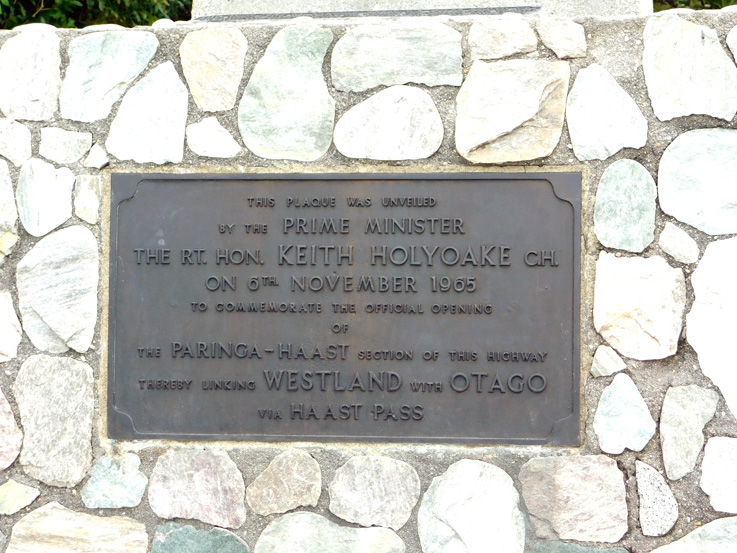 THIS PLAQUE WAS UNVEILED
BY THE PRIME MINISTER
THE RT. HON. KEITH HOLYOAKE C.H.
ON 6TH. NOVEMBER 1965
TO COMMEMORATE THE OFFICIAL OPENING
OF
THE PARINGA-HAAST SECTION OF THIS HIGHWAY
THEREBY LINKING WESTLAND WITH OTAGO
VIA HAAST PASS